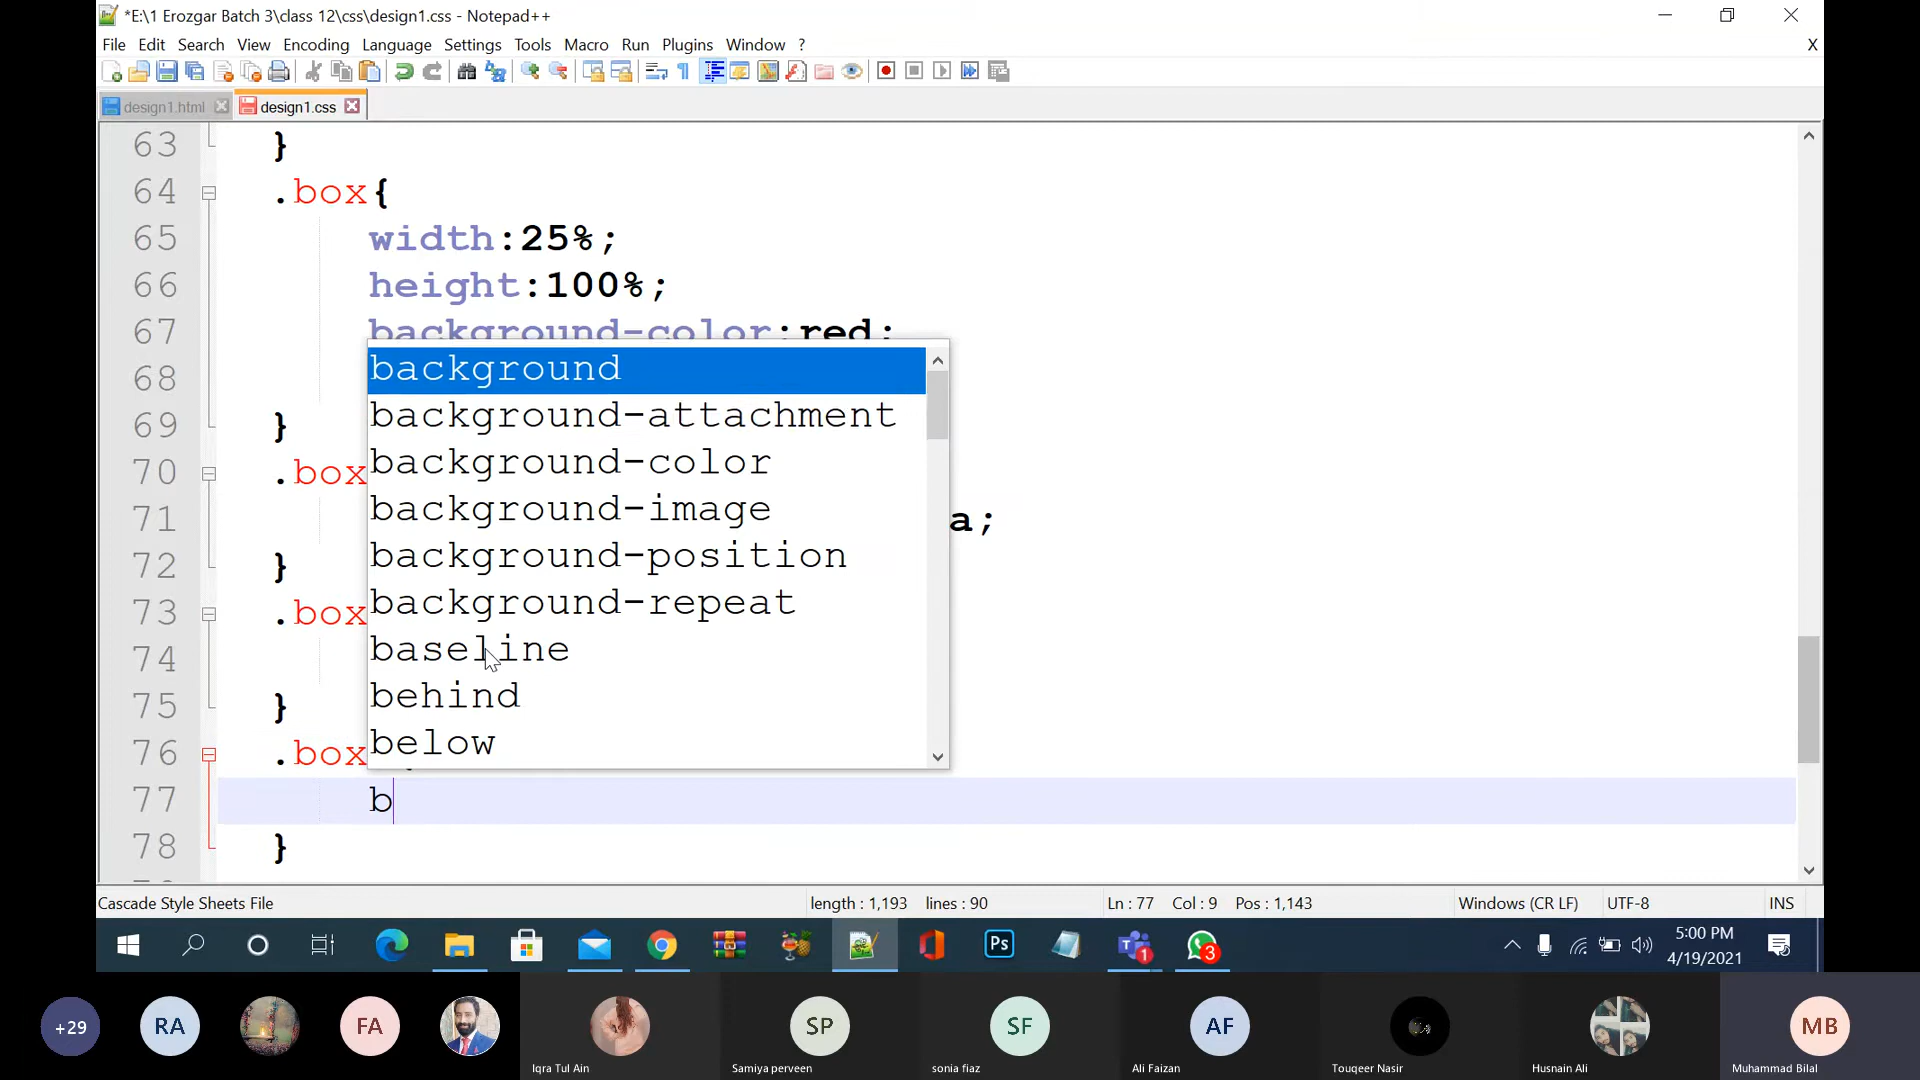 *E:\1 Erozgar Batch 3\class 12\css\design1.css - Notepad++
File Edit Search View Encoding Language Settings Tools Macro Run Plugins Window ? X
design1.html design1.css
63 }
64 .box{
65 width:25%;
66 height:100%;
67 background-color:red;
68
69 }
70 .box
71 a;
72 }
73 .box
74
75 }
76 .box
77 b
78 }
background
background-attachment
background-color
background-image
background-position
background-repeat
baseline
behind
below
Cascade Style Sheets File length : 1,193 lines : 90 Ln : 77 Col : 9 Pos : 1,143 Windows (CR LF) UTF-8 INS
Ps 1 3 5:00 PM
4/19/2021
+29 RA FA SP SF AF MB
Iqra Tul Ain Samiya perveen sonia fiaz Ali Faizan Touqeer Nasir Husnain Ali Muhammad Bilal